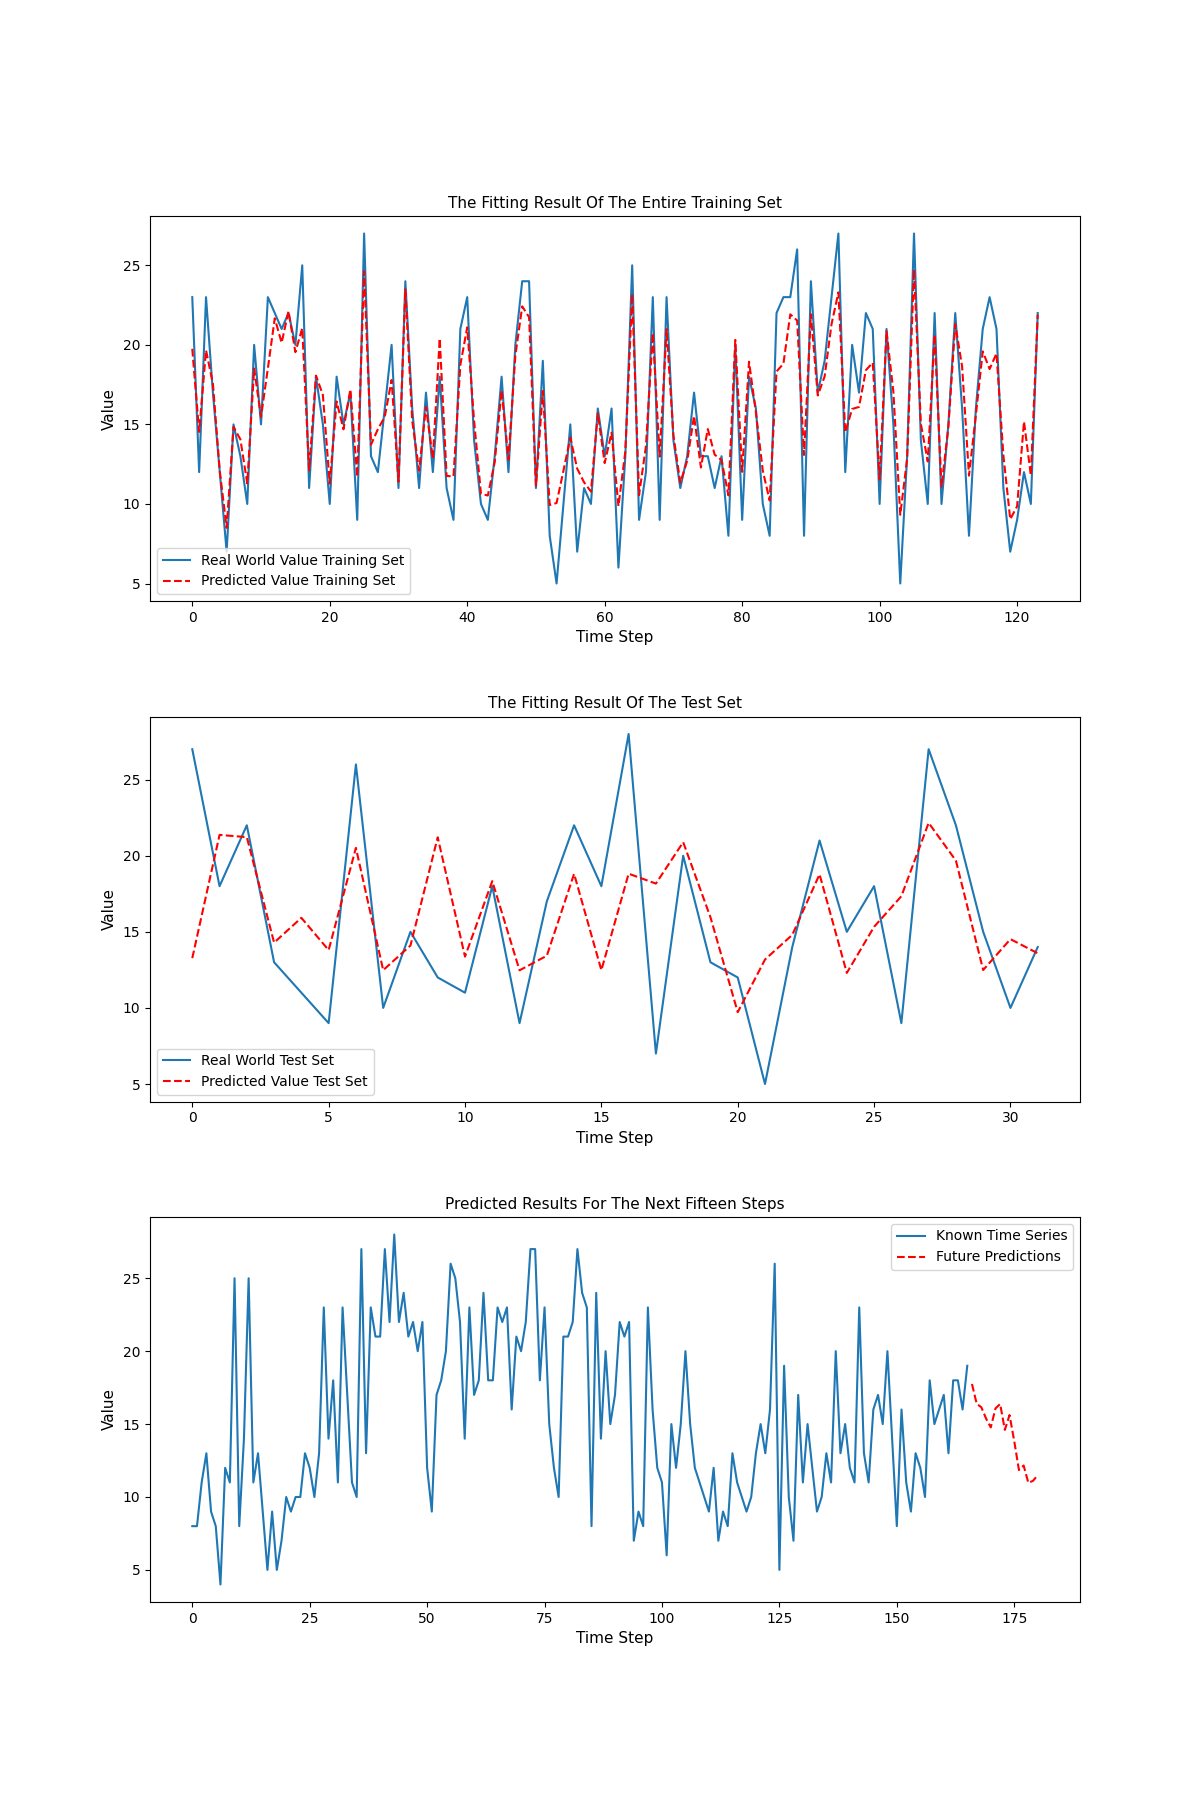 The Fitting Result Of The Entire Training Set
Value
25
20
15
10
5
Real World Value Training Set
Predicted Value Training Set
0 20 40 60 80 100 120
Time Step
The Fitting Result Of The Test Set
Value
25
20
15
10
5
Real World Test Set
Predicted Value Test Set
0 5 10 15 20 25 30
Time Step
Predicted Results For The Next Fifteen Steps
Known Time Series
Future Predictions
Value
25
20
15
10
5
0 25 50 75 100 125 150 175
Time Step